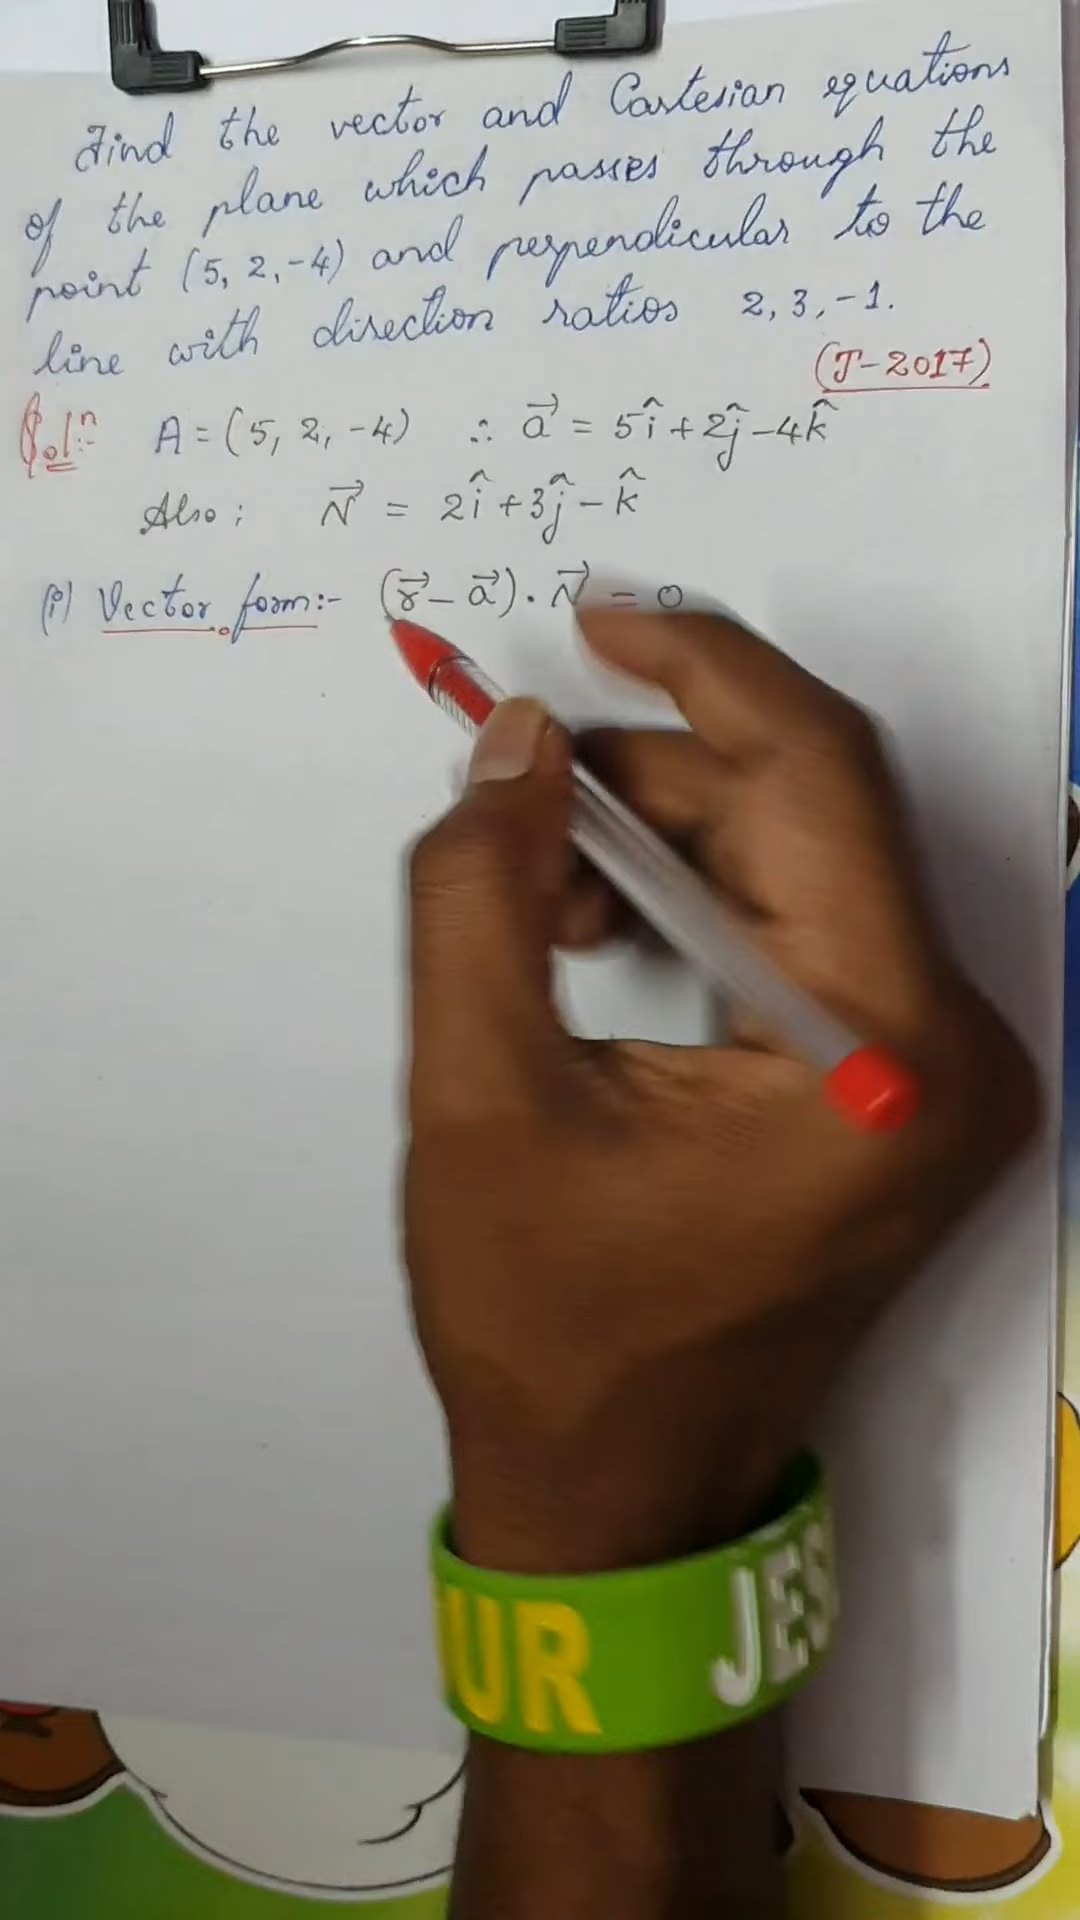 Find the vector and Cartesian equations
of the plane which passes through the
point (5, 2, -4) and perpendicular to the
line with direction ratios 2, 3, -1.
(J-2017)
Solⁿ:- A = (5, 2, -4) ∴ a⃗ = 5î + 2ĵ - 4k̂
Also: N⃗ = 2î + 3ĵ - k̂
(i) Vector form:- (r⃗ - a⃗) · N⃗ = 0
UR JES